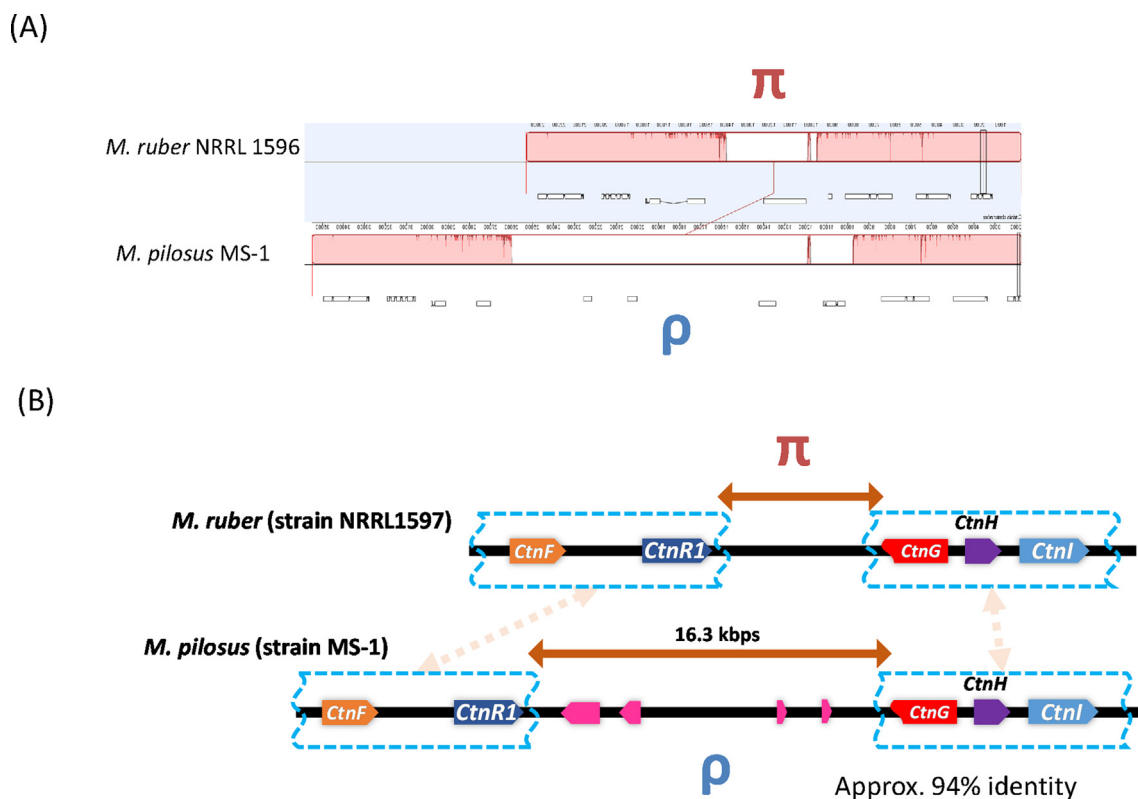 (A)
π
M. ruber NRRL 1596
M. pilosus MS-1
ρ
(B)
π
M. ruber (strain NRRL1597)
CtnH
CtnF
CtnR1
CtnG
CtnI
16.3 kbps
M. pilosus (strain MS-1)
CtnH
CtnF
CtnR1
CtnG
CtnI
ρ
Approx. 94% identity